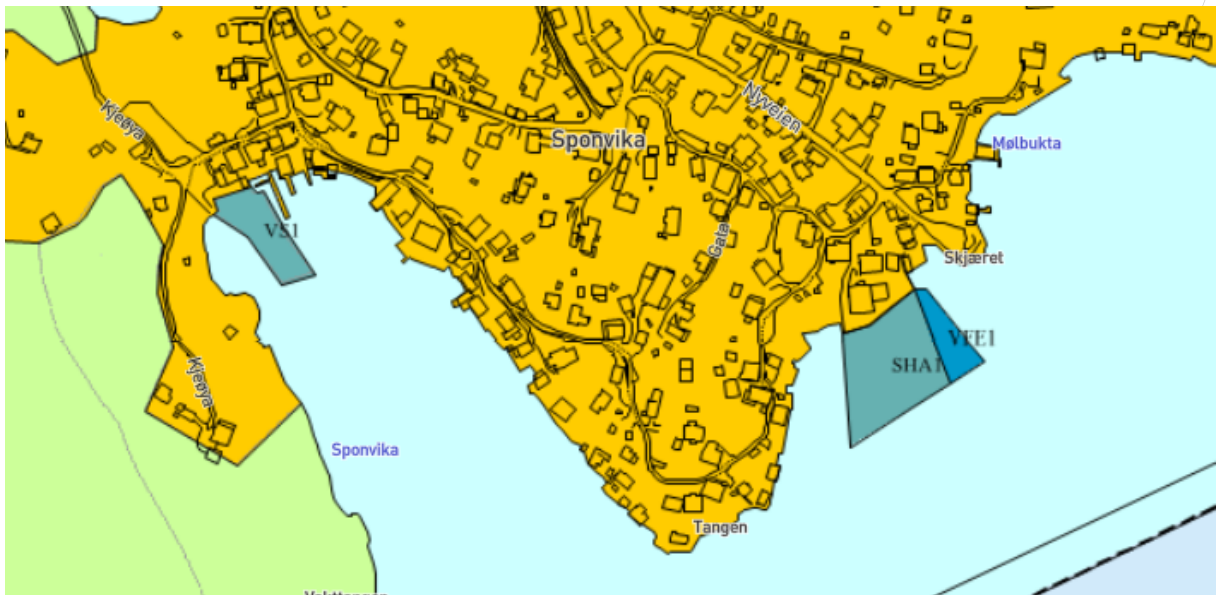 Kjeøya
Nyveien
Sponvika
Mølbukta
VS1
Gata
Skjæret
VFE1
SHA1
Kjeøya
Sponvika
Tangen